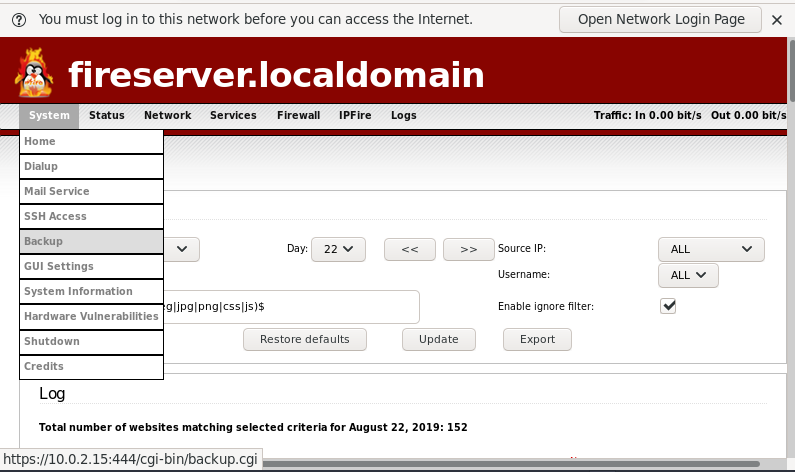 You must log in to this network before you can access the Internet.
Open Network Login Page
fireserver.localdomain
System Status Network Services Firewall IPFire Logs Traffic: In 0.00 bit/s Out 0.00 bit/s
Home
Dialup
Mail Service
SSH Access
Backup
GUI Settings
System Information
Hardware Vulnerabilities
Shutdown
Credits
Day: 22 << >> Source IP: ALL
Username: ALL
g|jpg|png|css|js)$ Enable ignore filter:
Restore defaults Update Export
Log
Total number of websites matching selected criteria for August 22, 2019: 152
https://10.0.2.15:444/cgi-bin/backup.cgi